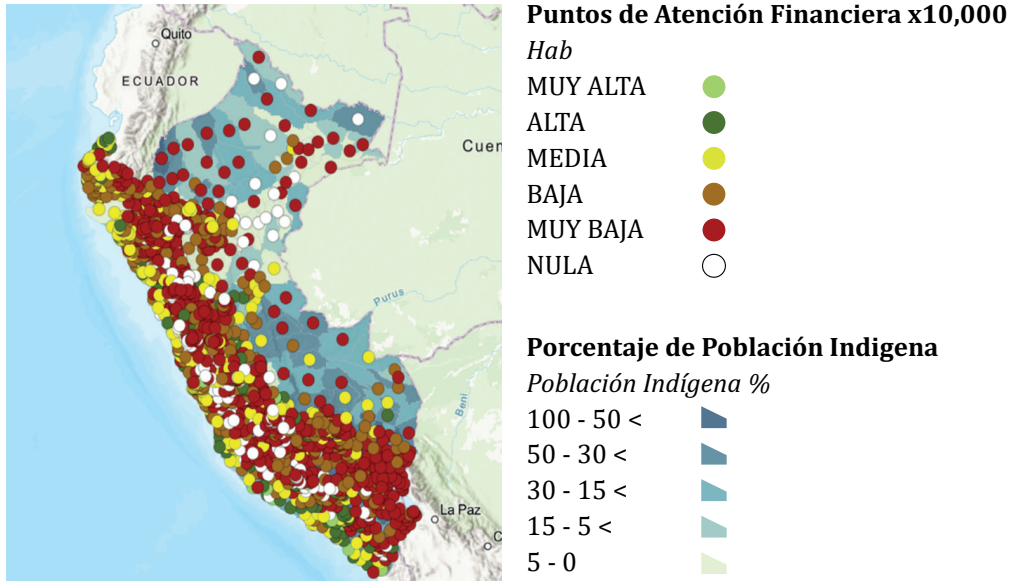 Quito
ECUADOR
Cuen
Purus
Beni
La Paz
C
Puntos de Atención Financiera x10,000
Hab
MUY ALTA
ALTA
MEDIA
BAJA
MUY BAJA
NULA
Porcentaje de Población Indigena
Población Indígena %
100 - 50 <
50 - 30 <
30 - 15 <
15 - 5 <
5 - 0